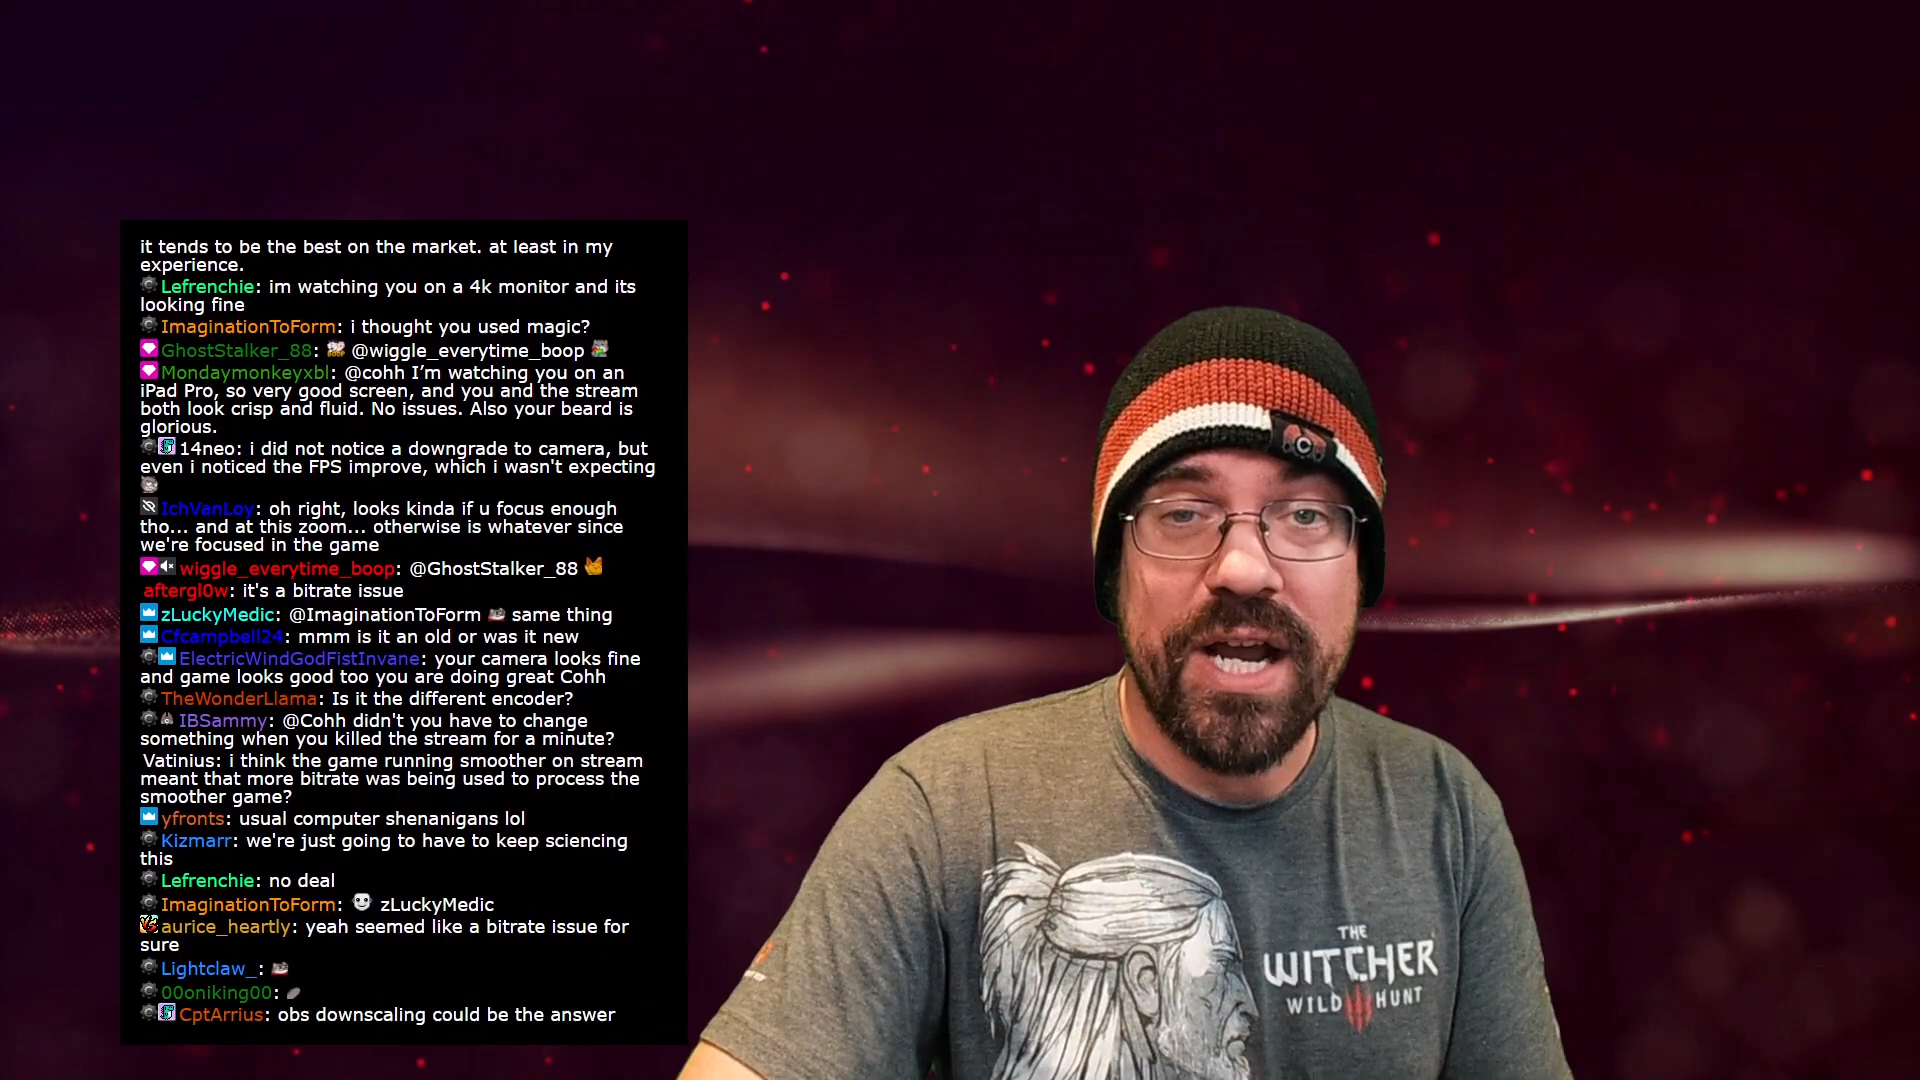 it tends to be the best on the market. at least in my
experience.
Lefrenchie: im watching you on a 4k monitor and its
looking fine
ImaginationToForm: i thought you used magic?
GhostStalker_88: @wiggle_everytime_boop
Mondaymonkeyxbl: @cohh I’m watching you on an
iPad Pro, so very good screen, and you and the stream
both look crisp and fluid. No issues. Also your beard is
glorious.
14neo: i did not notice a downgrade to camera, but
even i noticed the FPS improve, which i wasn't expecting
IchVanLoy: oh right, looks kinda if u focus enough
tho... and at this zoom... otherwise is whatever since
we're focused in the game
wiggle_everytime_boop: @GhostStalker_88
aftergl0w: it's a bitrate issue
zLuckyMedic: @ImaginationToForm same thing
Cfcampbell24: mmm is it an old or was it new
ElectricWindGodFistInvane: your camera looks fine
and game looks good too you are doing great Cohh
TheWonderLlama: Is it the different encoder?
IBSammy: @Cohh didn't you have to change
something when you killed the stream for a minute?
Vatinius: i think the game running smoother on stream
meant that more bitrate was being used to process the
smoother game?
yfronts: usual computer shenanigans lol
Kizmarr: we're just going to have to keep sciencing
this
Lefrenchie: no deal
ImaginationToForm: zLuckyMedic
aurice_heartly: yeah seemed like a bitrate issue for
sure
Lightclaw_:
00oniking00:
CptArrius: obs downscaling could be the answer
THE
WITCHER
WILD HUNT